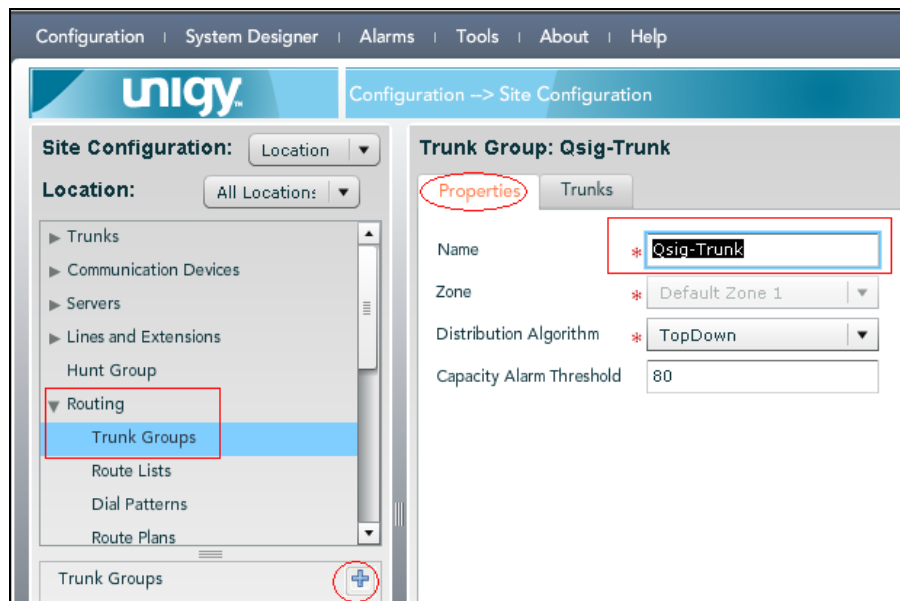 Configuration | System Designer | Alarms | Tools | About | Help
unigy™
Configuration --> Site Configuration
Site Configuration: Location
Location: All Locations
Trunks
Communication Devices
Servers
Lines and Extensions
Hunt Group
Routing
Trunk Groups
Route Lists
Dial Patterns
Route Plans
Trunk Groups
Trunk Group: Qsig-Trunk
Properties Trunks
Name * Qsig-Trunk
Zone * Default Zone 1
Distribution Algorithm * TopDown
Capacity Alarm Threshold 80